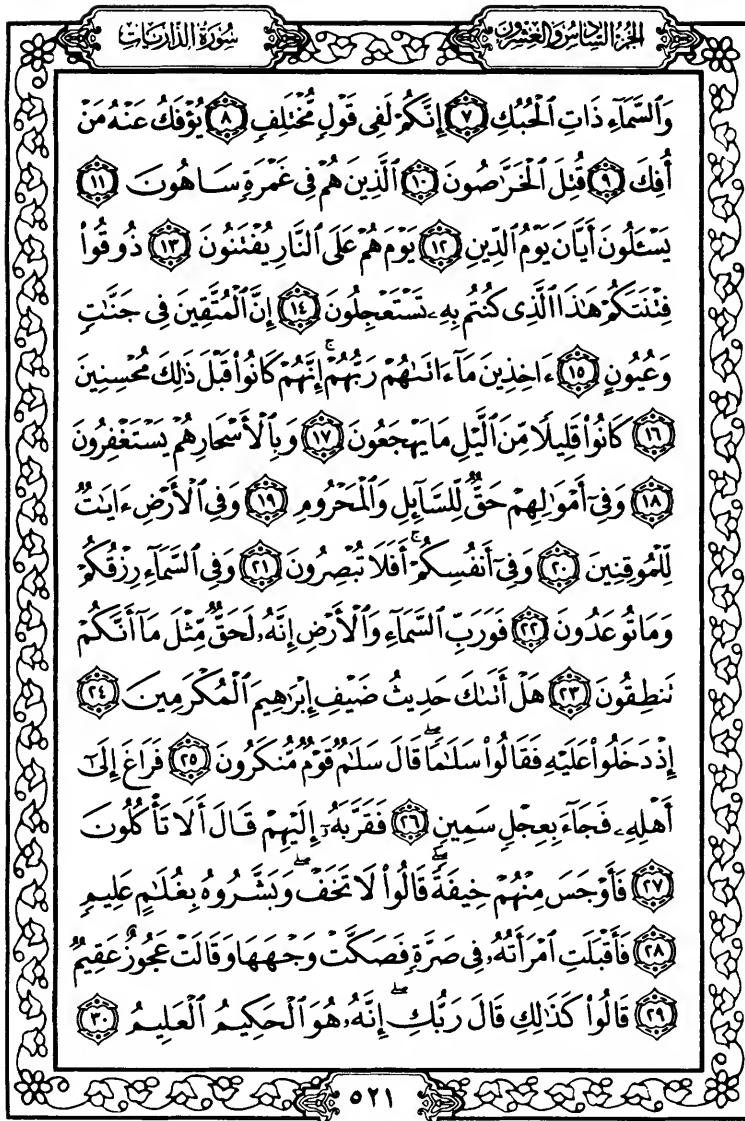 سُورَةُ الذَّارِيَاتِ
الجُزْءُ السَّادِسُ وَالعِشْرُونَ
وَٱلسَّمَآءِ ذَاتِ ٱلْحُبُكِ ٧ إِنَّكُمْ لَفِى قَوْلٍ مُّخْتَلِفٍ ٨ يُؤْفَكُ عَنْهُ مَنْ
أُفِكَ ٩ قُتِلَ ٱلْخَرَّٰصُونَ ١٠ ٱلَّذِينَ هُمْ فِى غَمْرَةٍ سَاهُونَ ١١
يَسْـَٔلُونَ أَيَّانَ يَوْمُ ٱلدِّينِ ١٢ يَوْمَ هُمْ عَلَى ٱلنَّارِ يُفْتَنُونَ ١٣ ذُوقُوا۟
فِتْنَتَكُمْ هَٰذَا ٱلَّذِى كُنتُم بِهِۦ تَسْتَعْجِلُونَ ١٤ إِنَّ ٱلْمُتَّقِينَ فِى جَنَّٰتٍ
وَعُيُونٍ ١٥ ءَاخِذِينَ مَآ ءَاتَىٰهُمْ رَبُّهُمْ ۚ إِنَّهُمْ كَانُوا۟ قَبْلَ ذَٰلِكَ مُحْسِنِينَ
١٦ كَانُوا۟ قَلِيلًا مِّنَ ٱلَّيْلِ مَا يَهْجَعُونَ ١٧ وَبِٱلْأَسْحَارِ هُمْ يَسْتَغْفِرُونَ
١٨ وَفِىٓ أَمْوَٰلِهِمْ حَقٌّ لِّلسَّآئِلِ وَٱلْمَحْرُومِ ١٩ وَفِى ٱلْأَرْضِ ءَايَٰتٌ
لِّلْمُوقِنِينَ ٢٠ وَفِىٓ أَنفُسِكُمْ ۚ أَفَلَا تُبْصِرُونَ ٢١ وَفِى ٱلسَّمَآءِ رِزْقُكُمْ
وَمَا تُوعَدُونَ ٢٢ فَوَرَبِّ ٱلسَّمَآءِ وَٱلْأَرْضِ إِنَّهُۥ لَحَقٌّ مِّثْلَ مَآ أَنَّكُمْ
تَنطِقُونَ ٢٣ هَلْ أَتَىٰكَ حَدِيثُ ضَيْفِ إِبْرَٰهِيمَ ٱلْمُكْرَمِينَ ٢٤
إِذْ دَخَلُوا۟ عَلَيْهِ فَقَالُوا۟ سَلَٰمًا ۖ قَالَ سَلَٰمٌ قَوْمٌ مُّنكَرُونَ ٢٥ فَرَاغَ إِلَىٰٓ
أَهْلِهِۦ فَجَآءَ بِعِجْلٍ سَمِينٍ ٢٦ فَقَرَّبَهُۥٓ إِلَيْهِمْ قَالَ أَلَا تَأْكُلُونَ
٢٧ فَأَوْجَسَ مِنْهُمْ خِيفَةً ۖ قَالُوا۟ لَا تَخَفْ ۖ وَبَشَّرُوهُ بِغُلَٰمٍ عَلِيمٍ
٢٨ فَأَقْبَلَتِ ٱمْرَأَتُهُۥ فِى صَرَّةٍ فَصَكَّتْ وَجْهَهَا وَقَالَتْ عَجُوزٌ عَقِيمٌ
٢٩ قَالُوا۟ كَذَٰلِكِ قَالَ رَبُّكِ ۖ إِنَّهُۥ هُوَ ٱلْحَكِيمُ ٱلْعَلِيمُ ٣٠
٥٢١